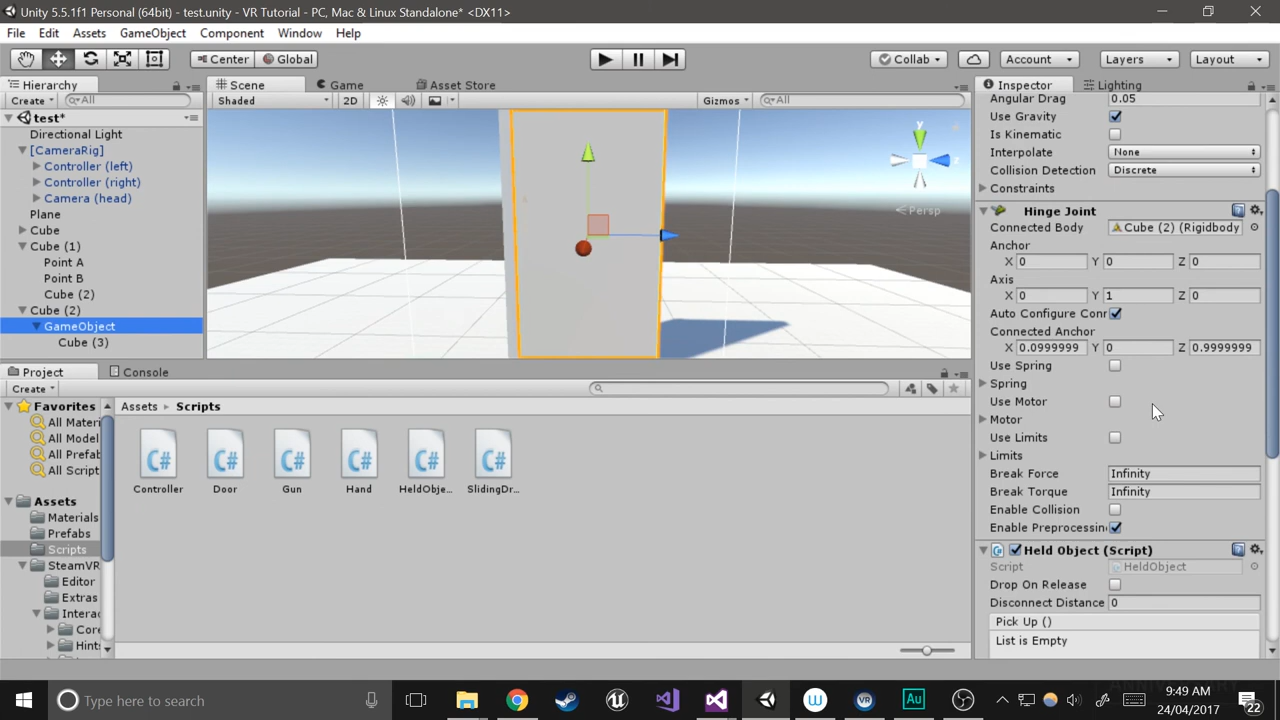 Unity 5.5.1f1 Personal (64bit) - test.unity - VR Tutorial - PC, Mac & Linux Standalone* <DX11>
File Edit Assets GameObject Component Window Help
Center Global Collab Account Layers Layout
Hierarchy
Create All
test*
Directional Light
[CameraRig]
Controller (left)
Controller (right)
Camera (head)
Plane
Cube
Cube (1)
Point A
Point B
Cube (2)
Cube (2)
GameObject
Cube (3)
Scene Game Asset Store
Shaded 2D Gizmos All
y
z
Persp
Inspector Lighting
Angular Drag 0.05
Use Gravity
Is Kinematic
Interpolate None
Collision Detection Discrete
Constraints
Hinge Joint
Connected Body Cube (2) (Rigidbody
Anchor
X 0 Y 0 Z 0
Axis
X 0 Y 1 Z 0
Auto Configure Conr
Connected Anchor
X 0.0999999 Y 0 Z 0.9999999
Use Spring
Spring
Use Motor
Motor
Use Limits
Limits
Break Force Infinity
Break Torque Infinity
Enable Collision
Enable Preprocessin
Held Object (Script)
Script HeldObject
Drop On Release
Disconnect Distance 0
Pick Up ()
List is Empty
Project Console
Create
Favorites
All Materi
All Model
All Prefab
All Script
Assets
Materials
Prefabs
Scripts
SteamVR
Editor
Extras
Interac
Core
Hints
Assets Scripts
C# C# C# C# C# C#
Controller Door Gun Hand HeldObje... SlidingDr...
Type here to search
W VR Au
9:49 AM
24/04/2017
22